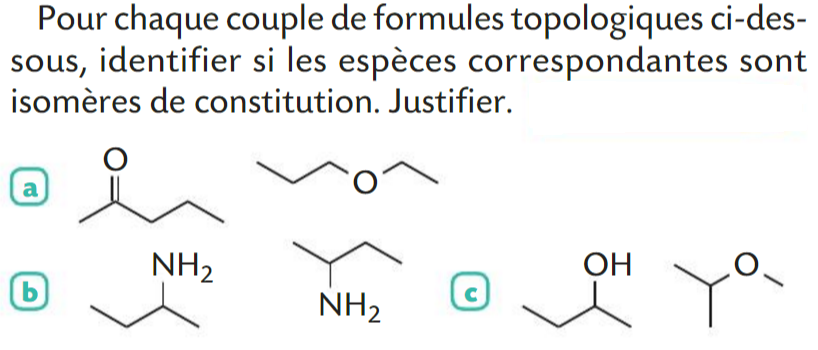 Pour chaque couple de formules topologiques ci-des-
sous, identifier si les espèces correspondantes sont
isomères de constitution. Justifier.
a
O
O
b
NH₂
NH₂
c
OH
O